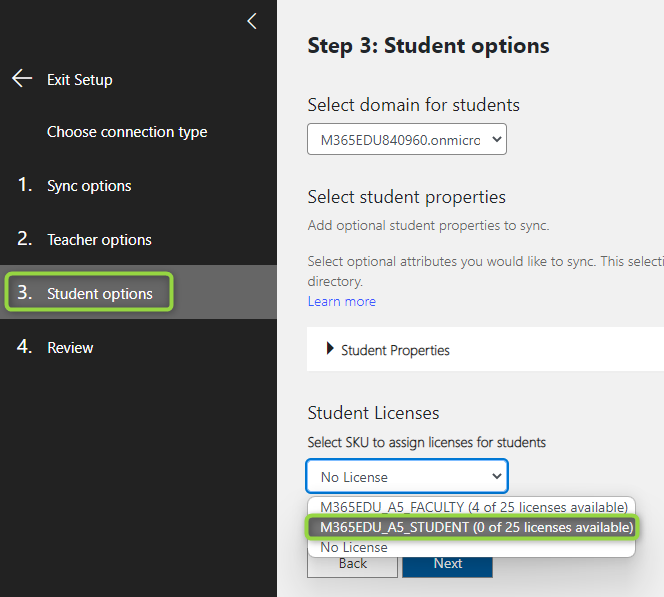 Exit Setup
Choose connection type
1. Sync options
2. Teacher options
3. Student options
4. Review
Step 3: Student options
Select domain for students
M365EDU840960.onmicro
Select student properties
Add optional student properties to sync.
Select optional attributes you would like to sync. This selecti
directory.
Learn more
Student Properties
Student Licenses
Select SKU to assign licenses for students
No License
M365EDU_A5_FACULTY (4 of 25 licenses available)
M365EDU_A5_STUDENT (0 of 25 licenses available)
No License
Back
Next